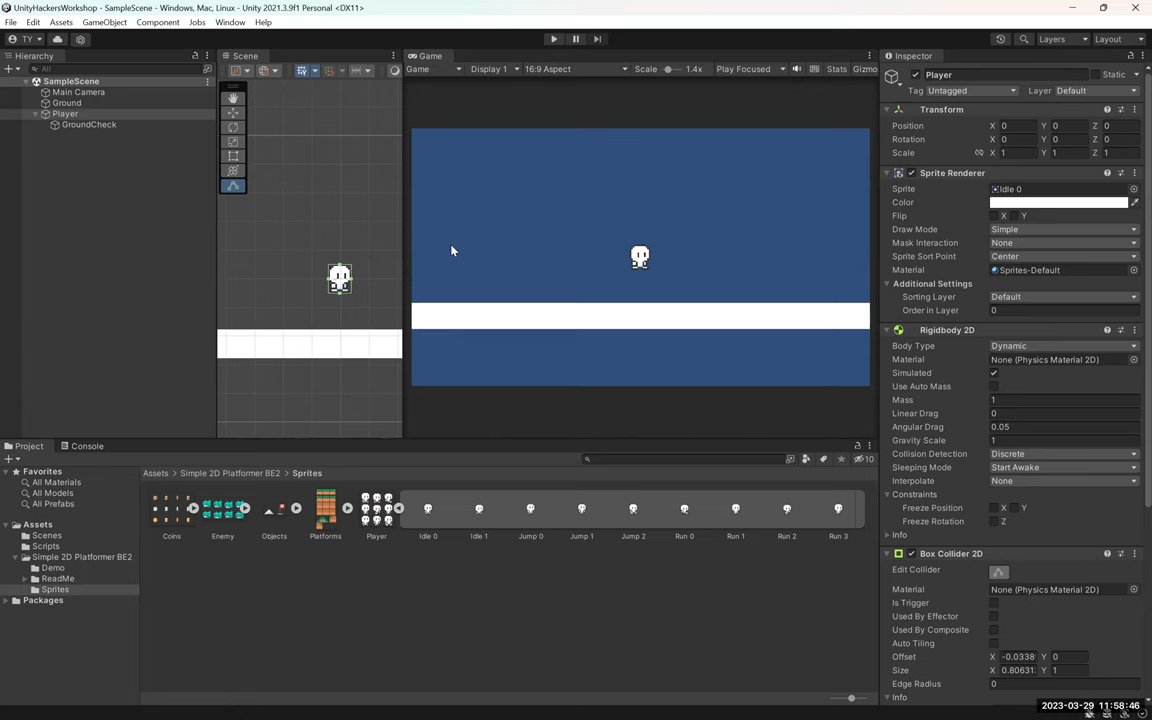 UnityHackersWorkshop - SampleScene - Windows, Mac, Linux - Unity 2021.3.9f1 Personal <DX11>
File Edit Assets GameObject Component Jobs Window Help
TY Layers Layout
Hierarchy Scene Game Inspector
All
SampleScene
Main Camera
Ground
Player
GroundCheck
Game Display 1 16:9 Aspect Scale 1.4x Play Focused Stats Gizmo
Player Static
Tag Untagged Layer Default
Transform
Position X 0 Y 0 Z 0
Rotation X 0 Y 0 Z 0
Scale X 1 Y 1 Z 1
Sprite Renderer
Sprite Idle 0
Color
Flip X Y
Draw Mode Simple
Mask Interaction None
Sprite Sort Point Center
Material Sprites-Default
Additional Settings
Sorting Layer Default
Order in Layer 0
Rigidbody 2D
Body Type Dynamic
Material None (Physics Material 2D)
Simulated
Use Auto Mass
Mass 1
Linear Drag 0
Angular Drag 0.05
Gravity Scale 1
Collision Detection Discrete
Sleeping Mode Start Awake
Interpolate None
Constraints
Freeze Position X Y
Freeze Rotation Z
Info
Box Collider 2D
Edit Collider
Material None (Physics Material 2D)
Is Trigger
Used By Effector
Used By Composite
Auto Tiling
Offset X -0.0338 Y 0
Size X 0.80631 Y 1
Edge Radius 0
Info
Project Console
10
Favorites
All Materials
All Models
All Prefabs
Assets
Scenes
Scripts
Simple 2D Platformer BE2
Demo
ReadMe
Sprites
Packages
Assets > Simple 2D Platformer BE2 > Sprites
Coins Enemy Objects Platforms Player Idle 0 Idle 1 Jump 0 Jump 1 Jump 2 Run 0 Run 1 Run 2 Run 3
2023-03-29 11:58:46